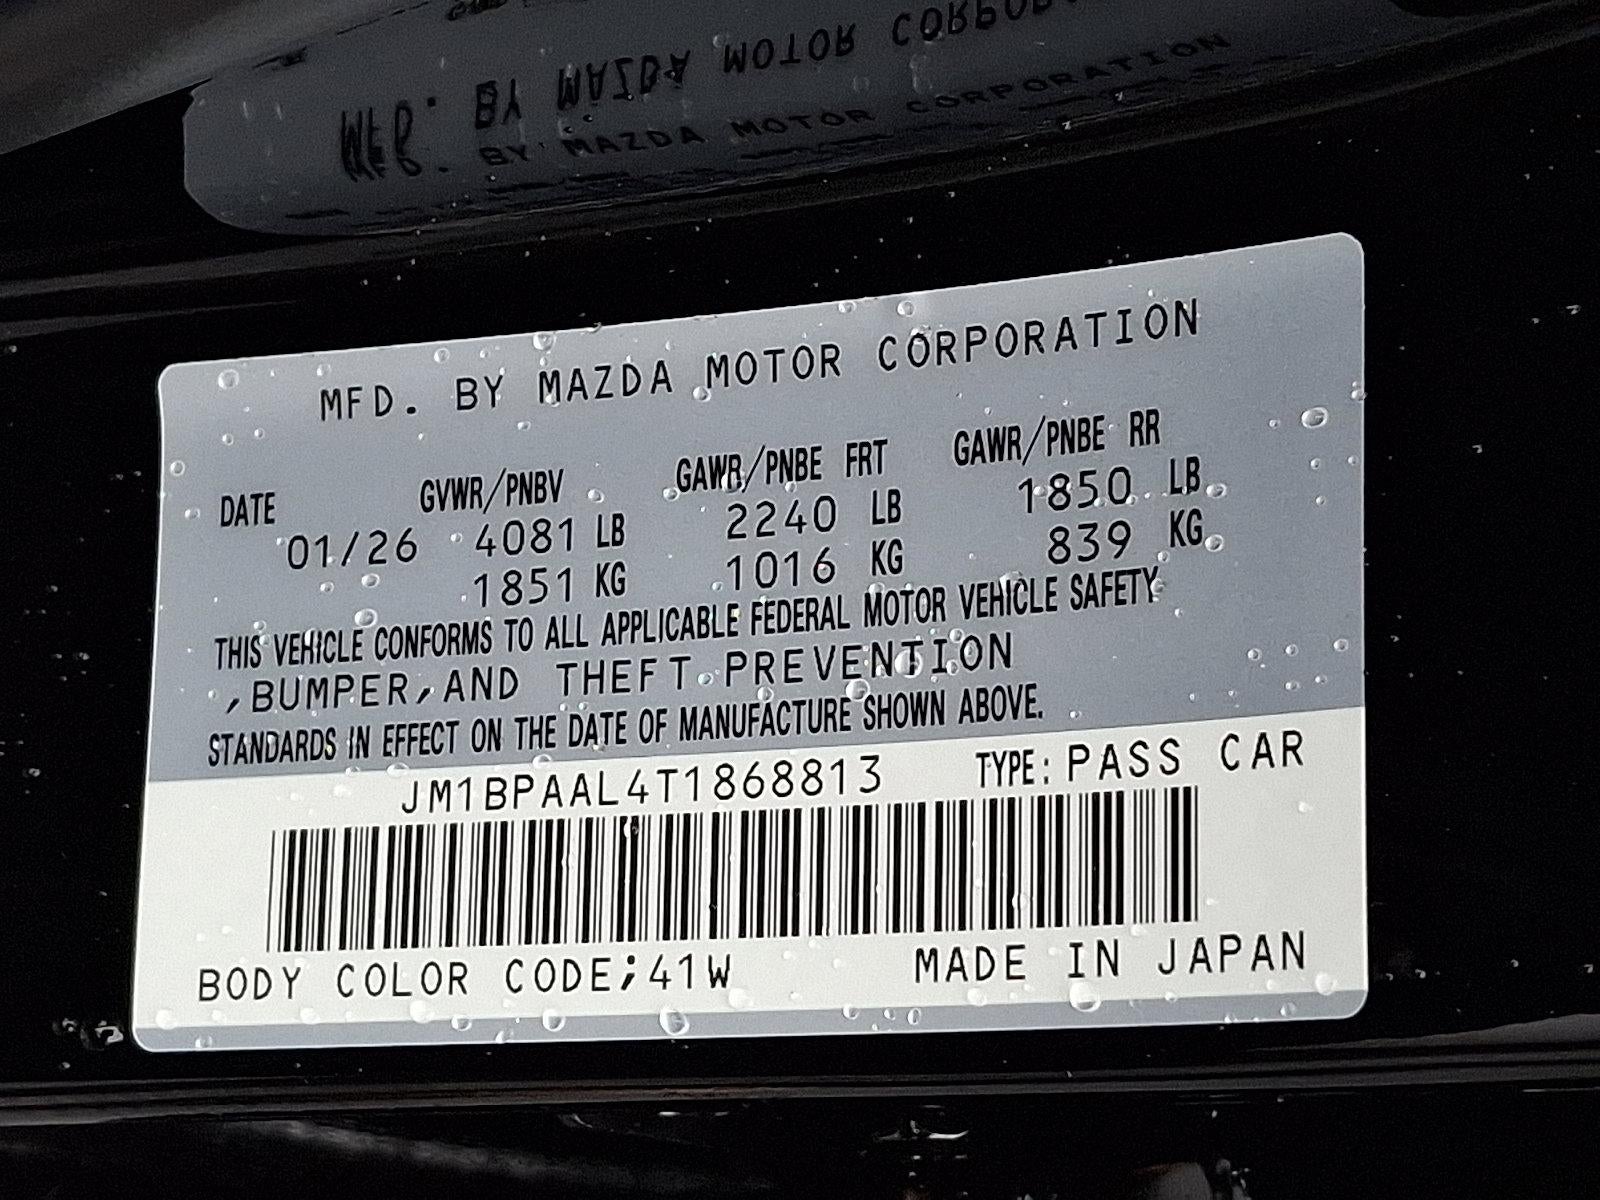 MFD. BY MAZDA MOTOR
BY MAZDA MOTOR CORPORATION
MFD. BY MAZDA MOTOR CORPORATION
DATE GVWR/PNBV GAWR/PNBE FRT GAWR/PNBE RR
01/26 4081 LB 2240 LB 1850 LB
1851 KG 1016 KG 839 KG
THIS VEHICLE CONFORMS TO ALL APPLICABLE FEDERAL MOTOR VEHICLE SAFETY
,BUMPER,AND THEFT PREVENTION
STANDARDS IN EFFECT ON THE DATE OF MANUFACTURE SHOWN ABOVE.
JM1BPAAL4T1868813 TYPE: PASS CAR
BODY COLOR CODE;41W MADE IN JAPAN